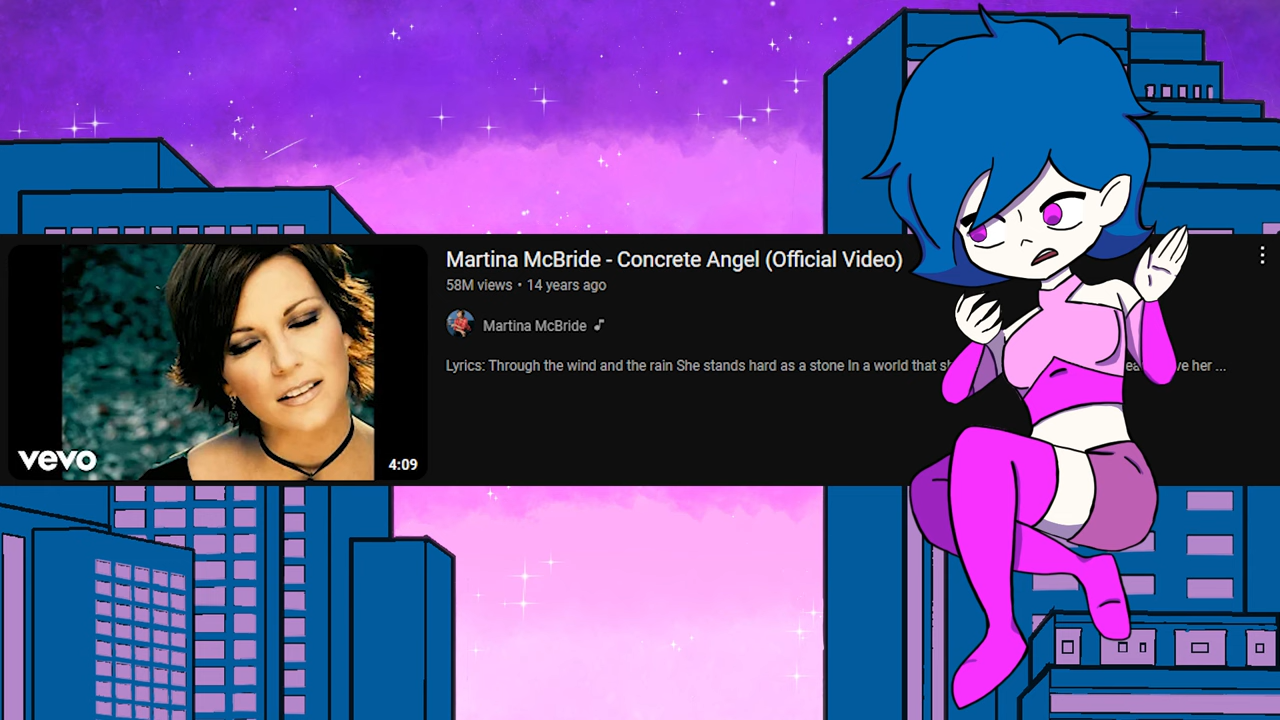 Martina McBride - Concrete Angel (Official Video)
58M views • 14 years ago
Martina McBride
Lyrics: Through the wind and the rain She stands hard as a stone In a world that her ...
vevo
4:09